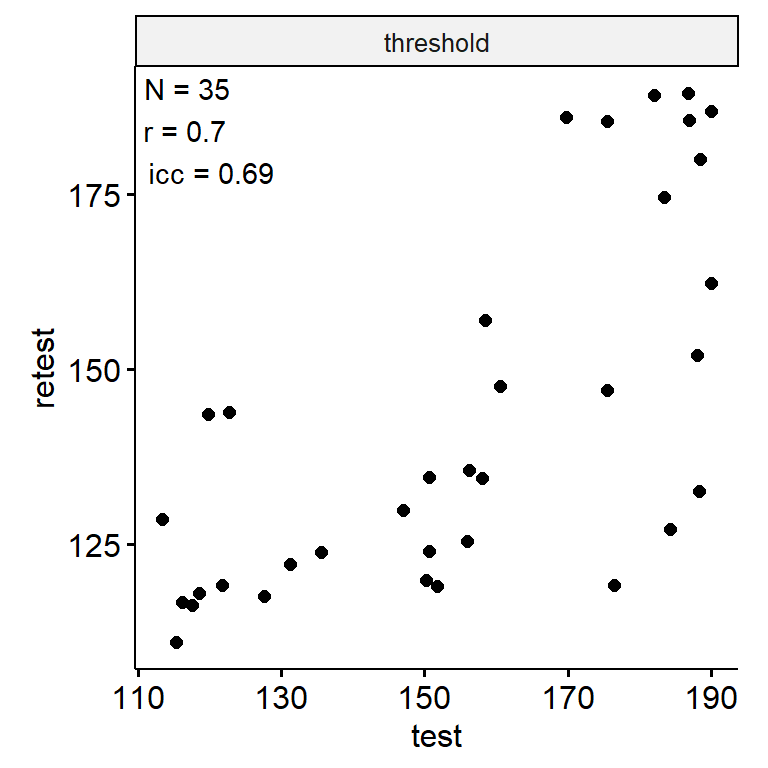 threshold
N = 35
r = 0.7
icc = 0.69
175
150
125
retest
110 130 150 170 190
test